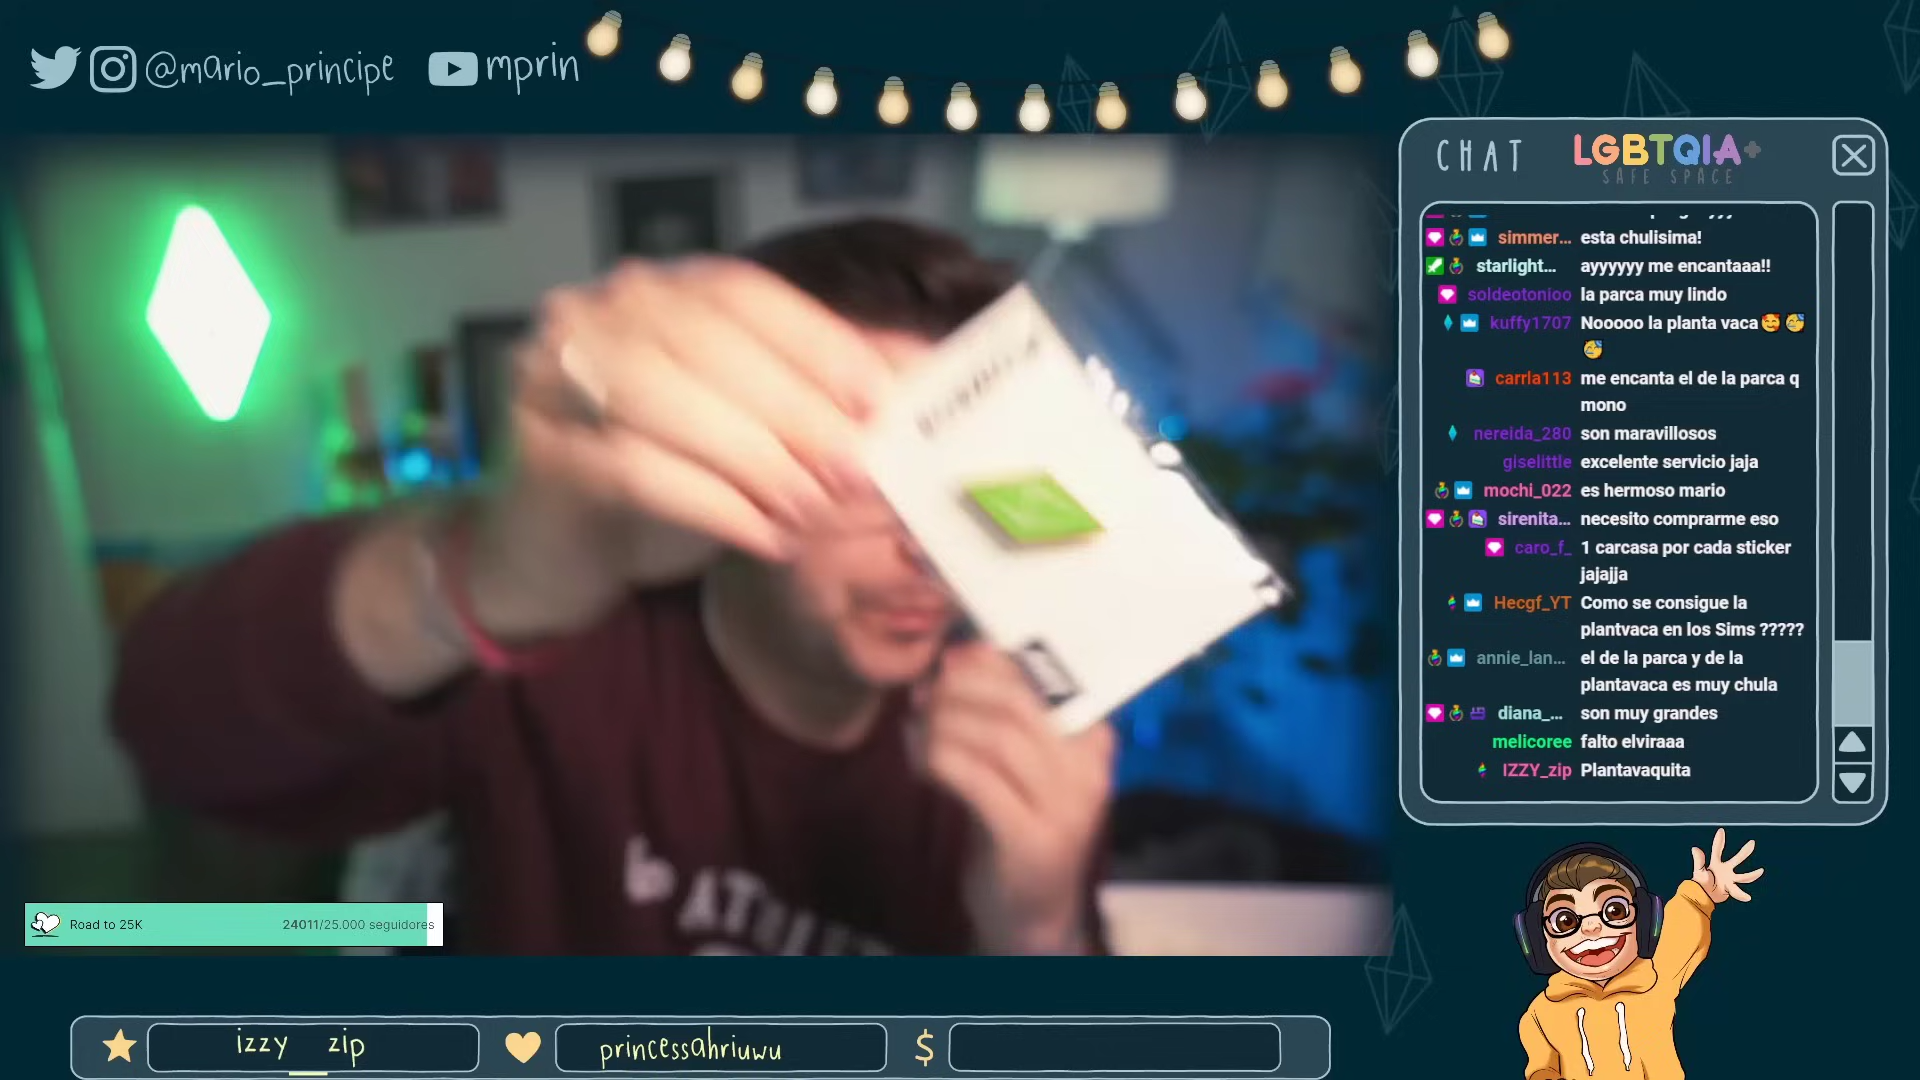 @mario_principe mprin
CHAT LGBTQIA+
SAFE SPACE
simmer... esta chulisima!
starlight... ayyyyyy me encantaaa!!
soldeotonioo la parca muy lindo
kuffy1707 Nooooo la planta vaca🥰😅
😅
carrla113 me encanta el de la parca q
mono
nereida_280 son maravillosos
giselittle excelente servicio jaja
mochi_022 es hermoso mario
sirenita... necesito comprarme eso
caro_f_ 1 carcasa por cada sticker
jajajja
Hecgf_YT Como se consigue la
plantvaca en los Sims ?????
annie_lan... el de la parca y de la
plantavaca es muy chula
diana_... son muy grandes
melicoree falto elviraaa
IZZY_zip Plantavaquita
Road to 25K 24011/25.000 seguidores
izzy__zip princessahriuwu $